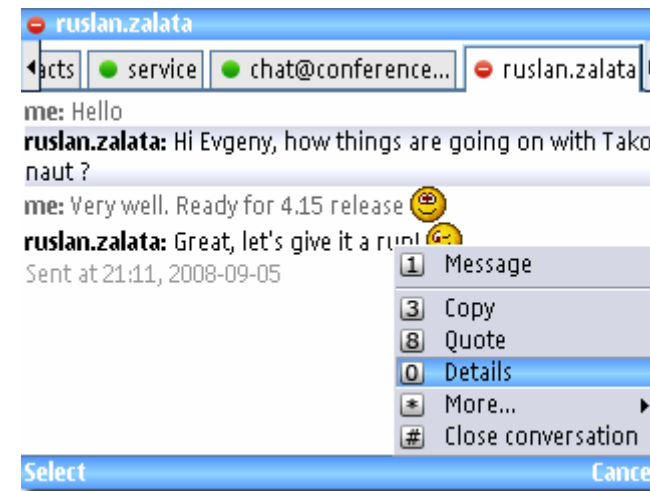 ruslan.zalata
acts service chat@conference... ruslan.zalata
me: Hello
ruslan.zalata: Hi Evgeny, how things are going on with Tako
naut ?
me: Very well. Ready for 4.15 release
ruslan.zalata: Great, let's give it a run!
Sent at 21:11, 2008-09-05
1 Message
3 Copy
8 Quote
0 Details
* More...
# Close conversation
Select Cance